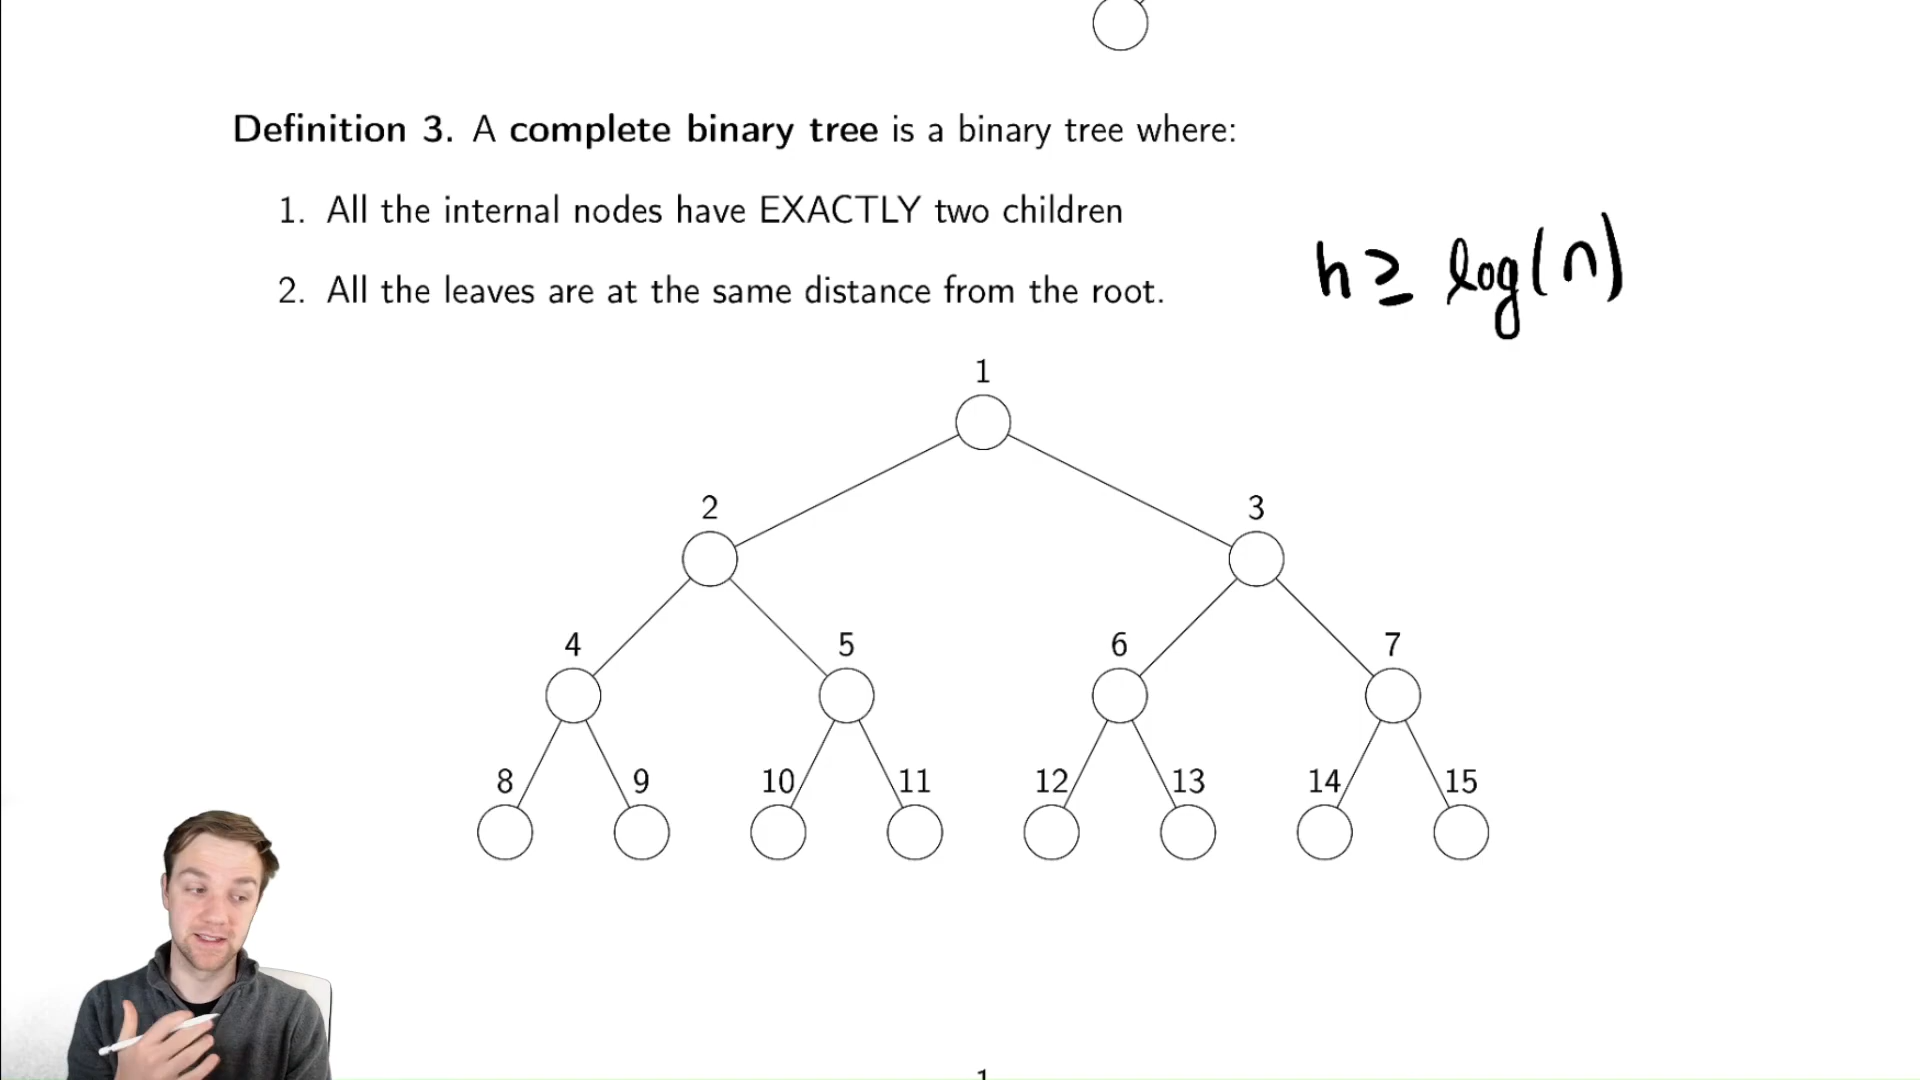 Definition 3. A complete binary tree is a binary tree where:
1. All the internal nodes have EXACTLY two children
2. All the leaves are at the same distance from the root.
h ≥ log(n)
1
2 3
4 5 6 7
8 9 10 11 12 13 14 15
1